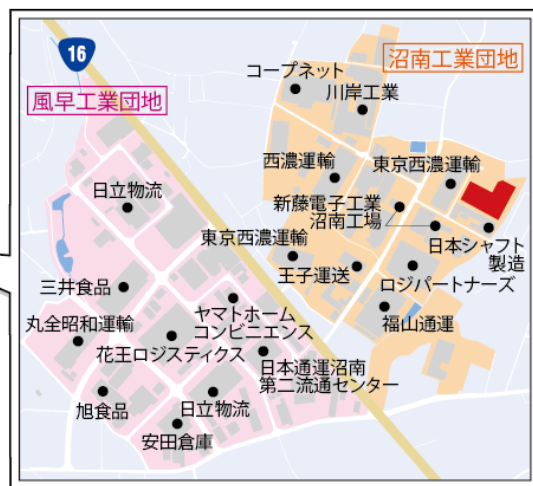 16
沼南工業団地
コープネット
川岸工業
風早工業団地
西濃運輸
東京西濃運輸
日立物流
新藤電子工業
沼南工場
東京西濃運輸
日本シャフト
製造
王子運送
ロジパートナーズ
三井食品
ヤマトホーム
コンビニエンス
福山通運
丸全昭和運輸
花王ロジスティクス
日本通運沼南
第二流通センター
旭食品
日立物流
安田倉庫